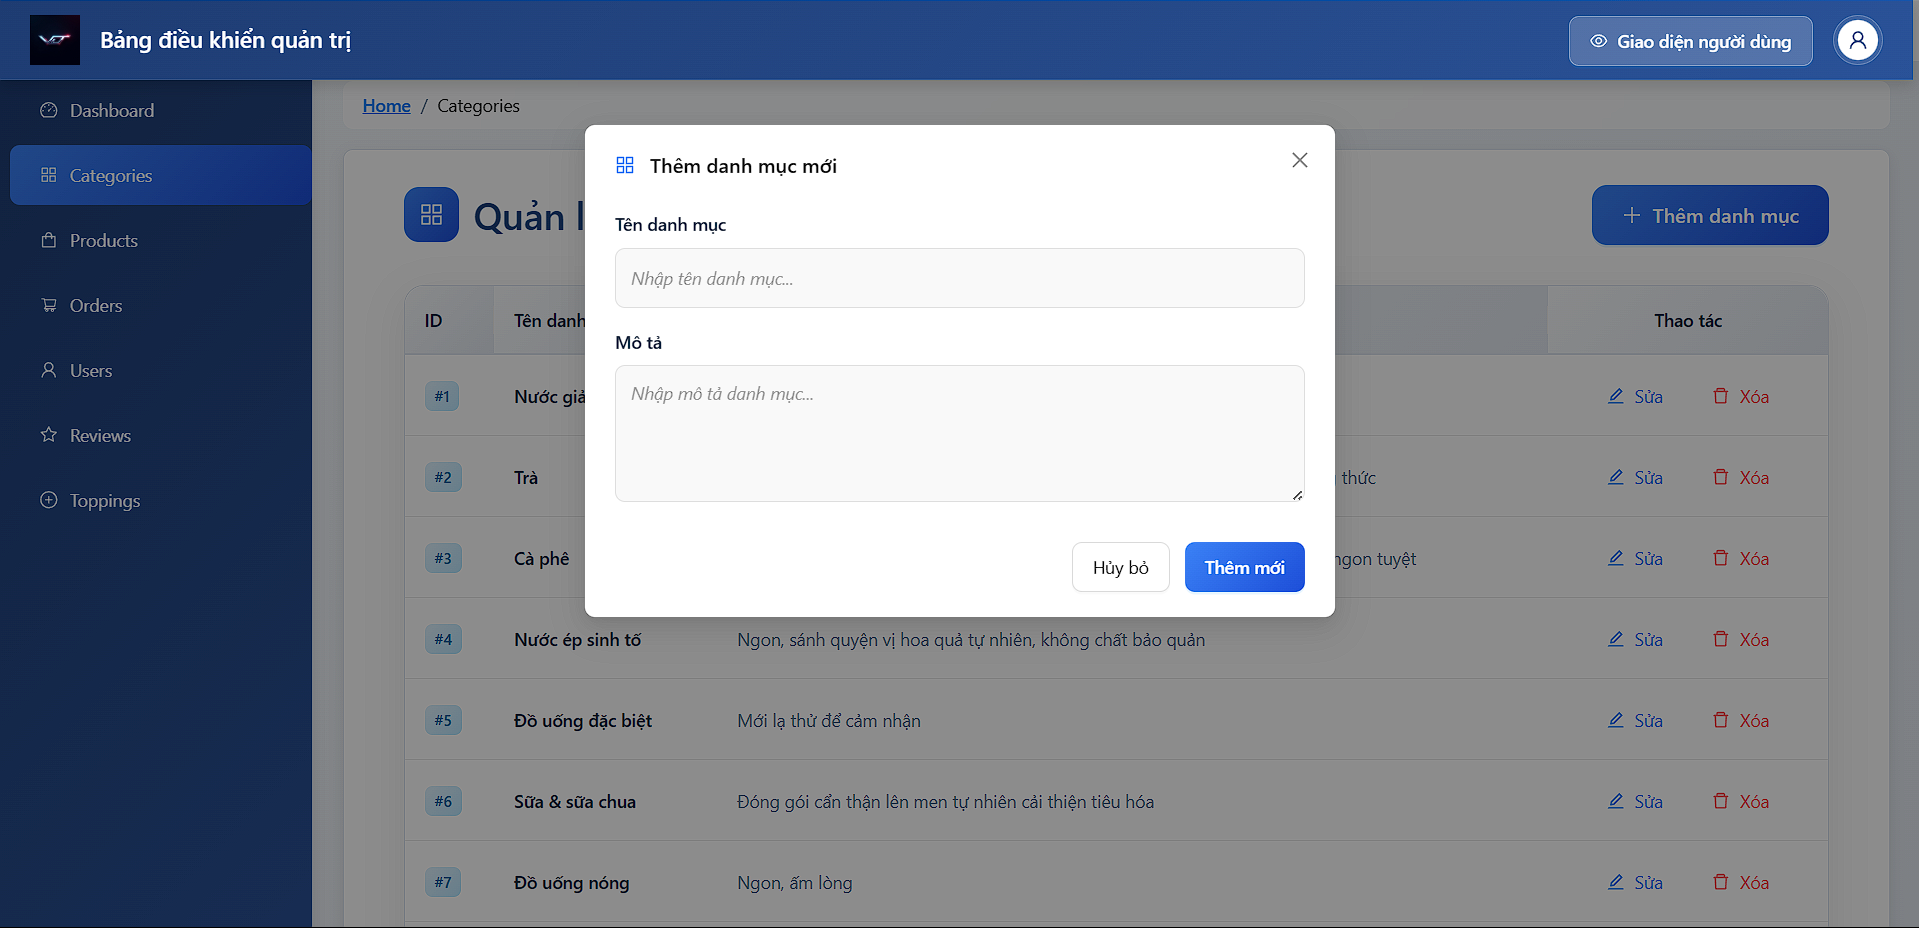 VJT
Bảng điều khiển quản trị
Giao diện người dùng
Dashboard
Categories
Products
Orders
Users
Reviews
Toppings
Home / Categories
Quản l
Thêm danh mục
ID Tên danh Thao tác
#1 Nước giả Sửa Xóa
#2 Trà thức Sửa Xóa
#3 Cà phê ngon tuyệt Sửa Xóa
#4 Nước ép sinh tố Ngon, sánh quyện vị hoa quả tự nhiên, không chất bảo quản Sửa Xóa
#5 Đồ uống đặc biệt Mới lạ thử để cảm nhận Sửa Xóa
#6 Sữa & sữa chua Đóng gói cẩn thận lên men tự nhiên cải thiện tiêu hóa Sửa Xóa
#7 Đồ uống nóng Ngon, ấm lòng Sửa Xóa
Thêm danh mục mới
Tên danh mục
Nhập tên danh mục...
Mô tả
Nhập mô tả danh mục...
Hủy bỏ
Thêm mới